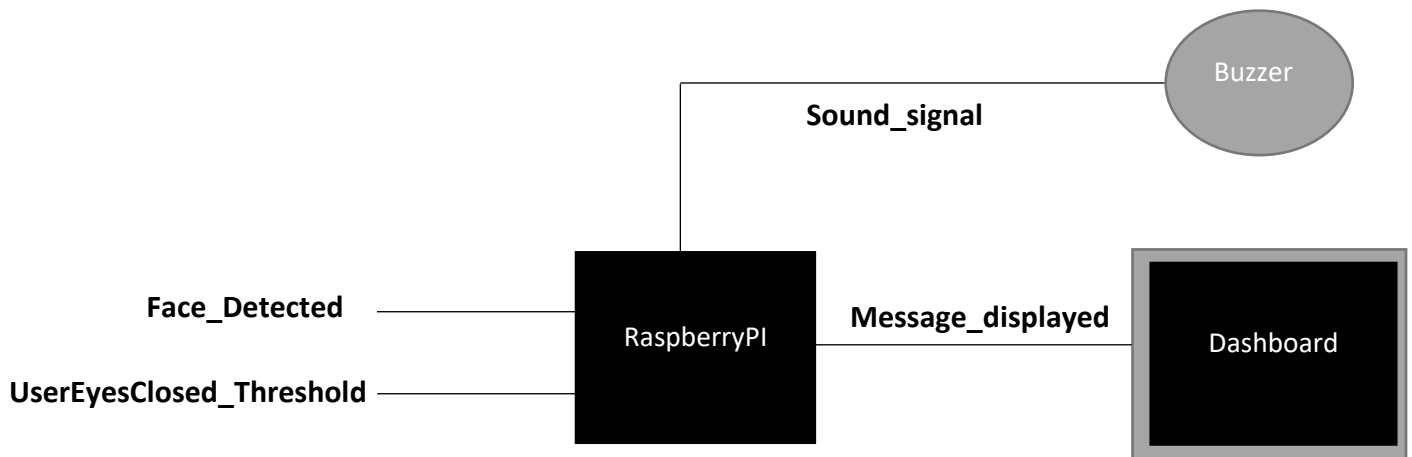 Buzzer
Sound_signal
Face_Detected
RaspberryPI
Message_displayed
Dashboard
UserEyesClosed_Threshold